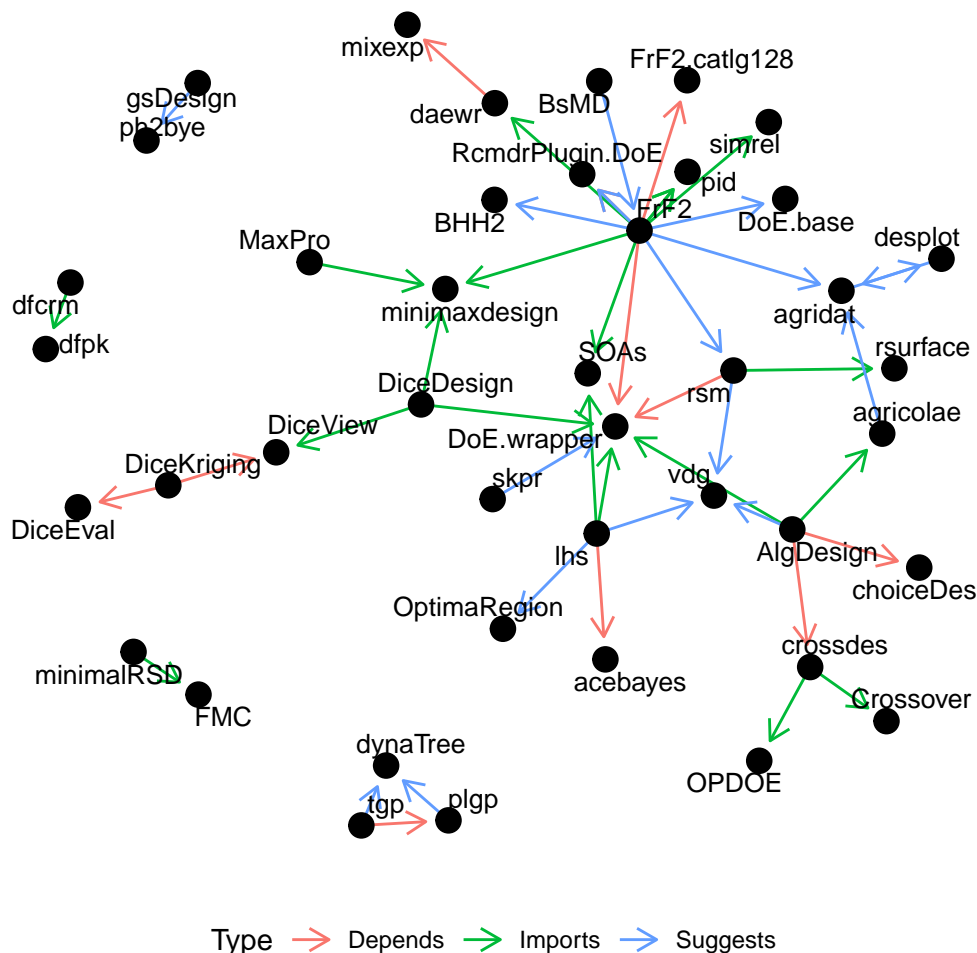 mixexp
FrF2.catlg128
gsDesign
BsMD
daewr
ph2bye
simrel
RcmdrPlugin.DoE
pid
BHH2
FrF2
DoE.base
MaxPro
desplot
dfcrm
minimaxdesign
agridat
dfpk
SOAs
rsurface
DiceDesign
rsm
agricolae
DiceView
DoE.wrapper
DiceKriging
skpr
vdg
DiceEval
lhs
AlgDesign
choiceDes
OptimaRegion
crossdes
minimalRSD
acebayes
Crossover
FMC
dynaTree
OPDOE
tgp
plgp
Type
Depends
Imports
Suggests